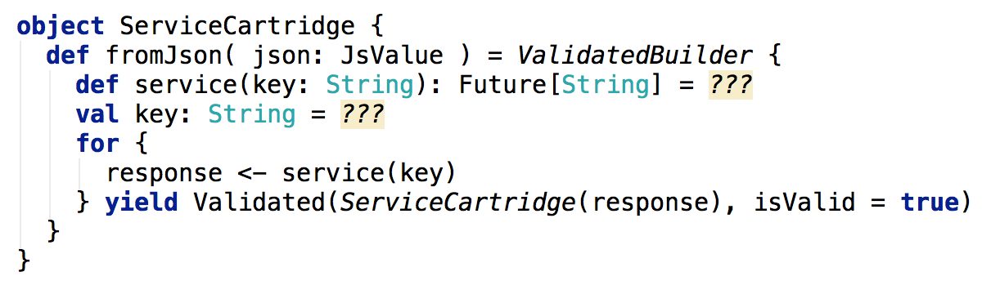 object ServiceCartridge {
  def fromJson( json: JsValue ) = ValidatedBuilder {
    def service(key: String): Future[String] = ???
    val key: String = ???
    for {
      response <- service(key)
    } yield Validated(ServiceCartridge(response), isValid = true)
  }
}